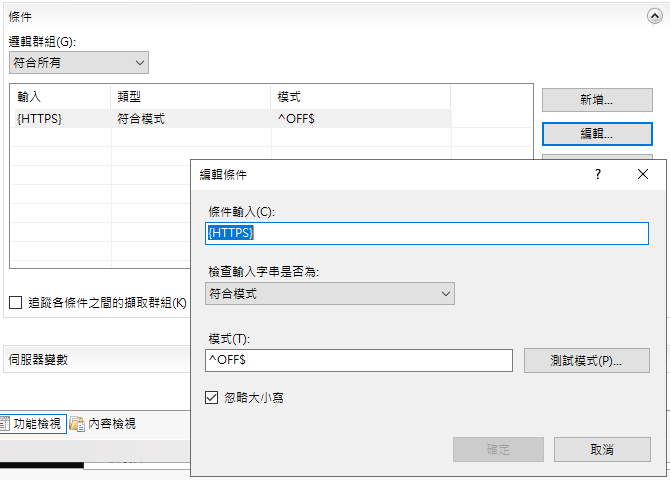 條件
邏輯群組(G):
符合所有
輸入 類型 模式
{HTTPS} 符合模式 ^OFF$
新增...
編輯...
追蹤各條件之間的擷取群組(K)
伺服器變數
功能檢視 內容檢視
編輯條件 ?
條件輸入(C):
{HTTPS}
檢查輸入字串是否為:
符合模式
模式(T):
^OFF$ 測試模式(P)...
忽略大小寫
確定 取消